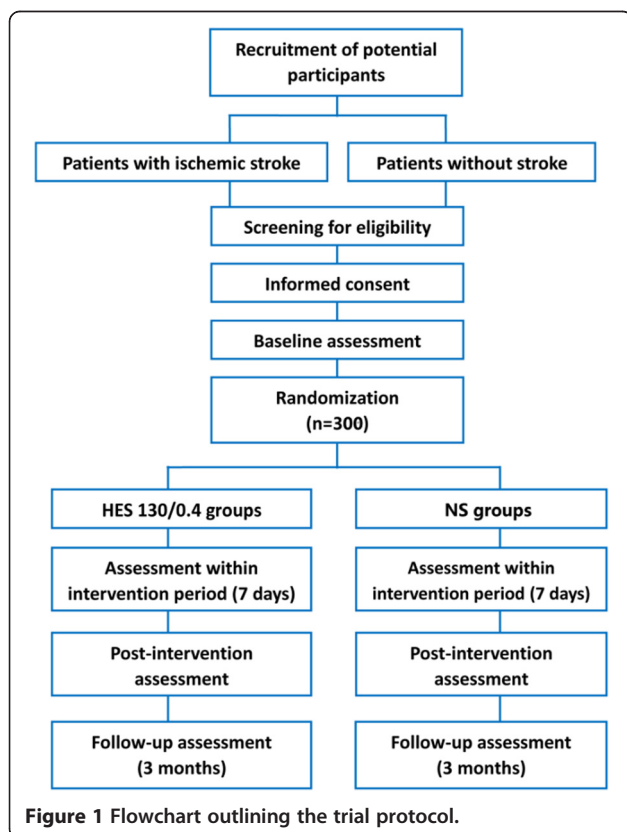 Recruitment of potential
participants
Patients with ischemic stroke
Patients without stroke
Screening for eligibility
Informed consent
Baseline assessment
Randomization
(n=300)
HES 130/0.4 groups
NS groups
Assessment within
intervention period (7 days)
Assessment within
intervention period (7 days)
Post-intervention
assessment
Post-intervention
assessment
Follow-up assessment
(3 months)
Follow-up assessment
(3 months)
Figure 1 Flowchart outlining the trial protocol.